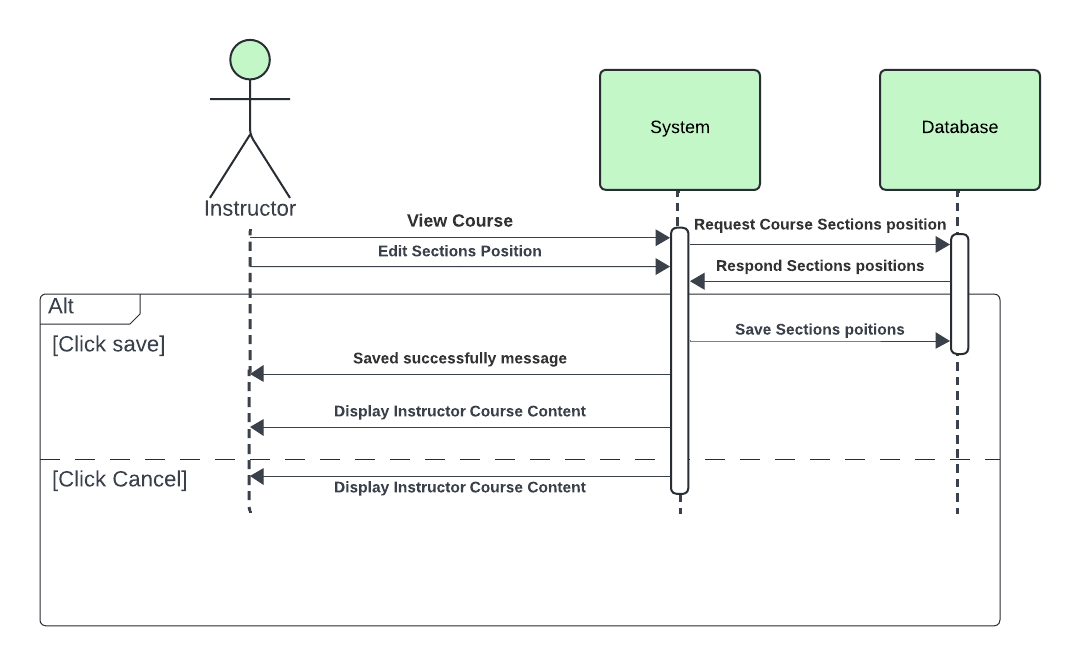 System
Database
Instructor
View Course
Request Course Sections position
Edit Sections Position
Respond Sections positions
Alt
[Click save]
Save Sections poitions
Saved successfully message
Display Instructor Course Content
[Click Cancel]
Display Instructor Course Content